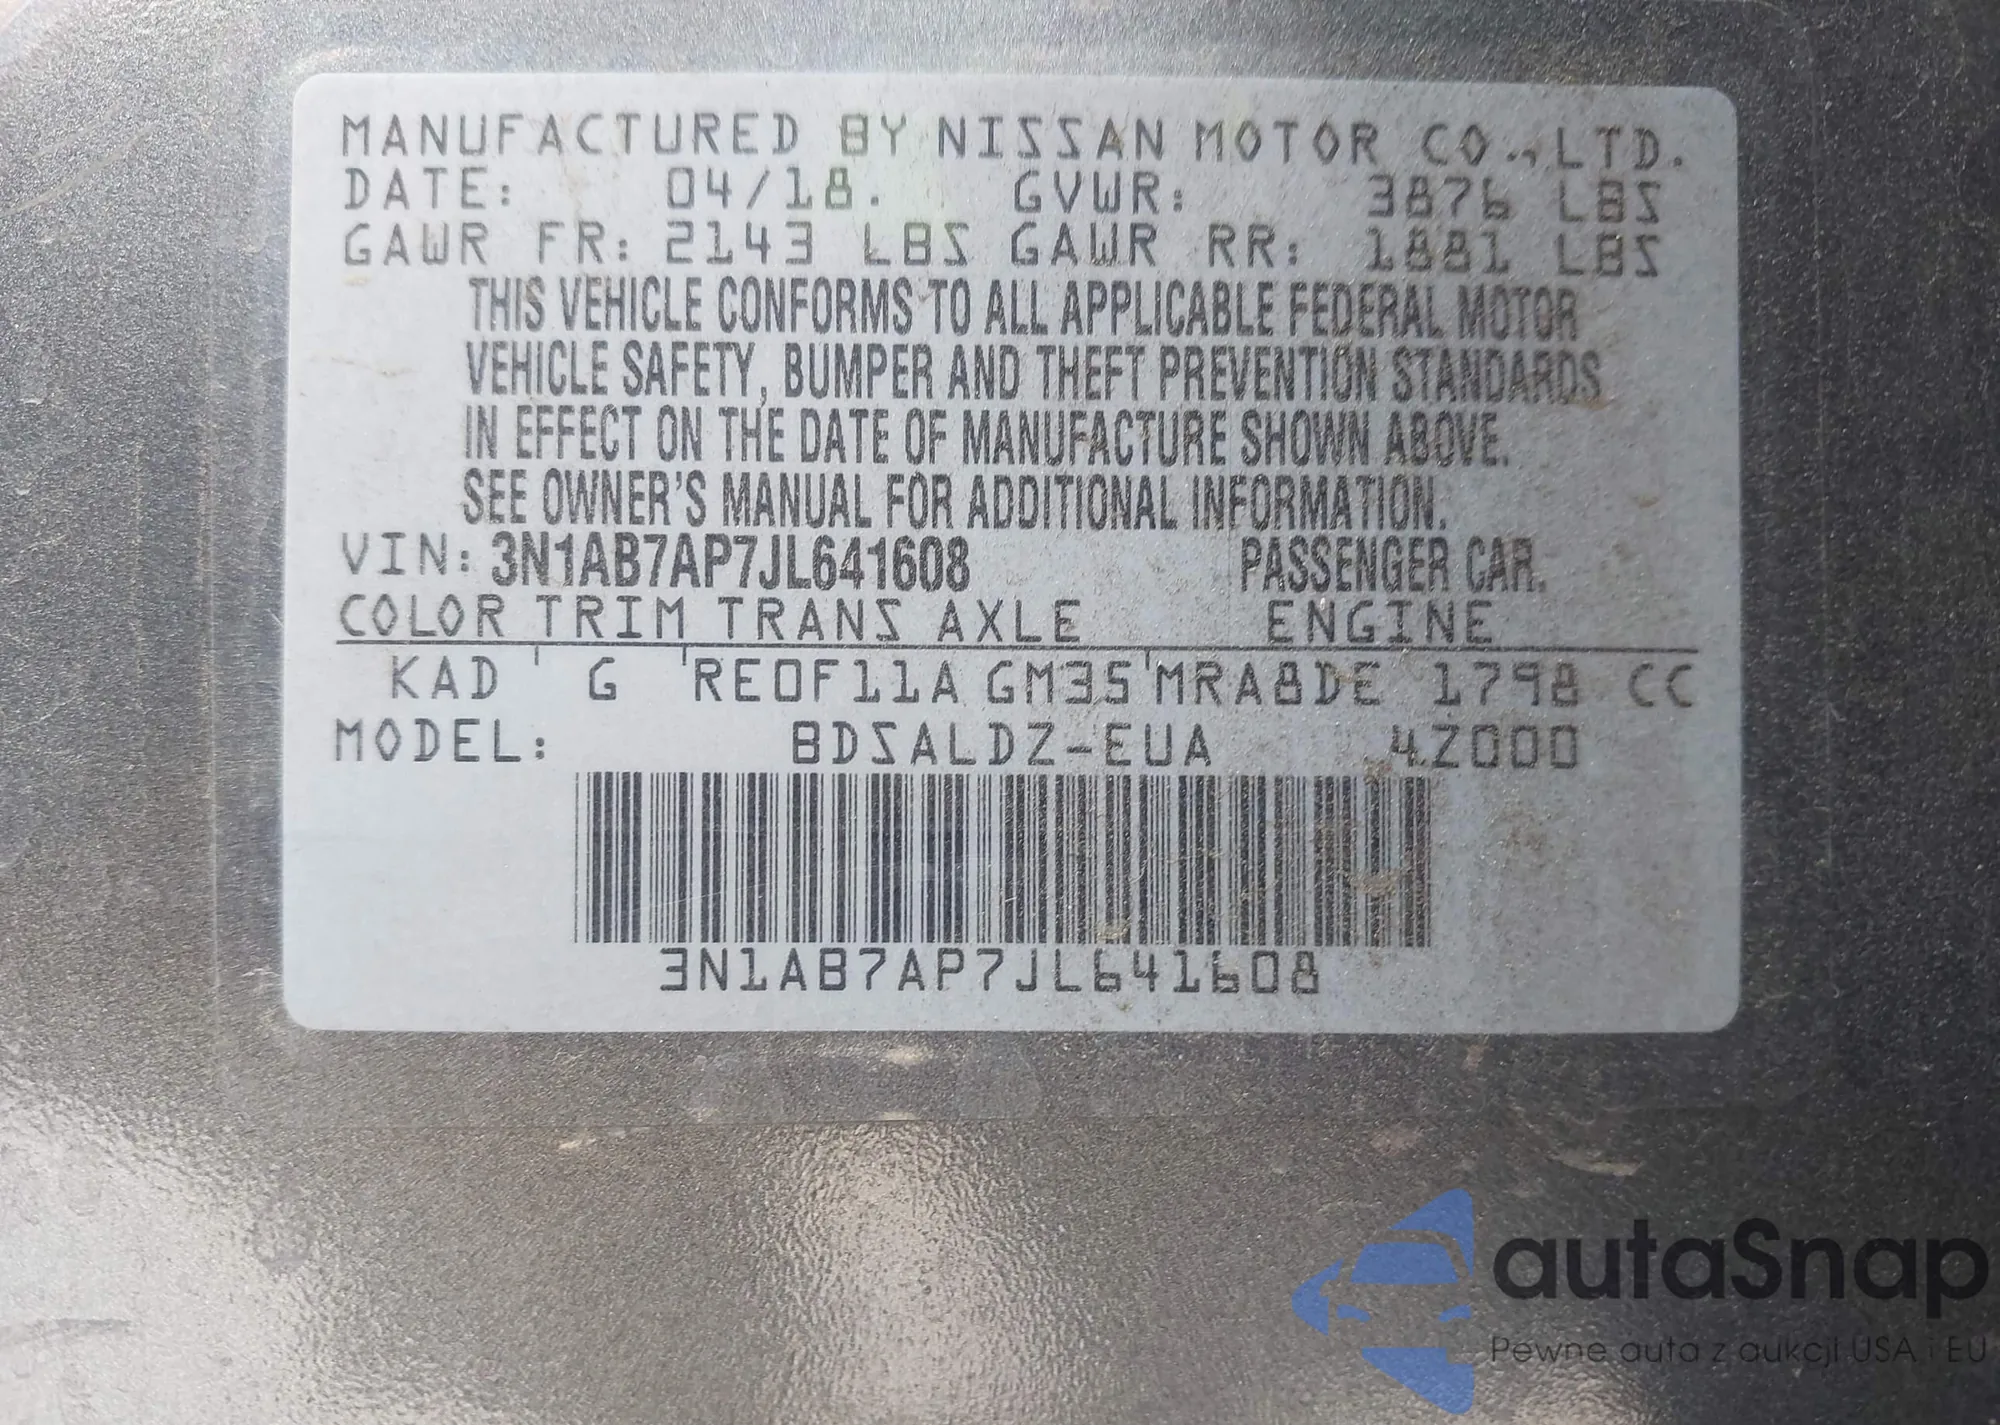 MANUFACTURED BY NISSAN MOTOR CO.,LTD.
DATE: 04/18. GVWR: 3876 LBS
GAWR FR: 2143 LBS GAWR RR: 1881 LBS
THIS VEHICLE CONFORMS TO ALL APPLICABLE FEDERAL MOTOR
VEHICLE SAFETY, BUMPER AND THEFT PREVENTION STANDARDS
IN EFFECT ON THE DATE OF MANUFACTURE SHOWN ABOVE.
SEE OWNER'S MANUAL FOR ADDITIONAL INFORMATION.
VIN: 3N1AB7AP7JL641608 PASSENGER CAR.
COLOR TRIM TRANS AXLE ENGINE
KAD G RE0F11A GM35 MRA8DE 1798 CC
MODEL: BDSALDZ-EUA 4Z000
3N1AB7AP7JL641608
autaSnap
Pewne auta z aukcji USA i EU